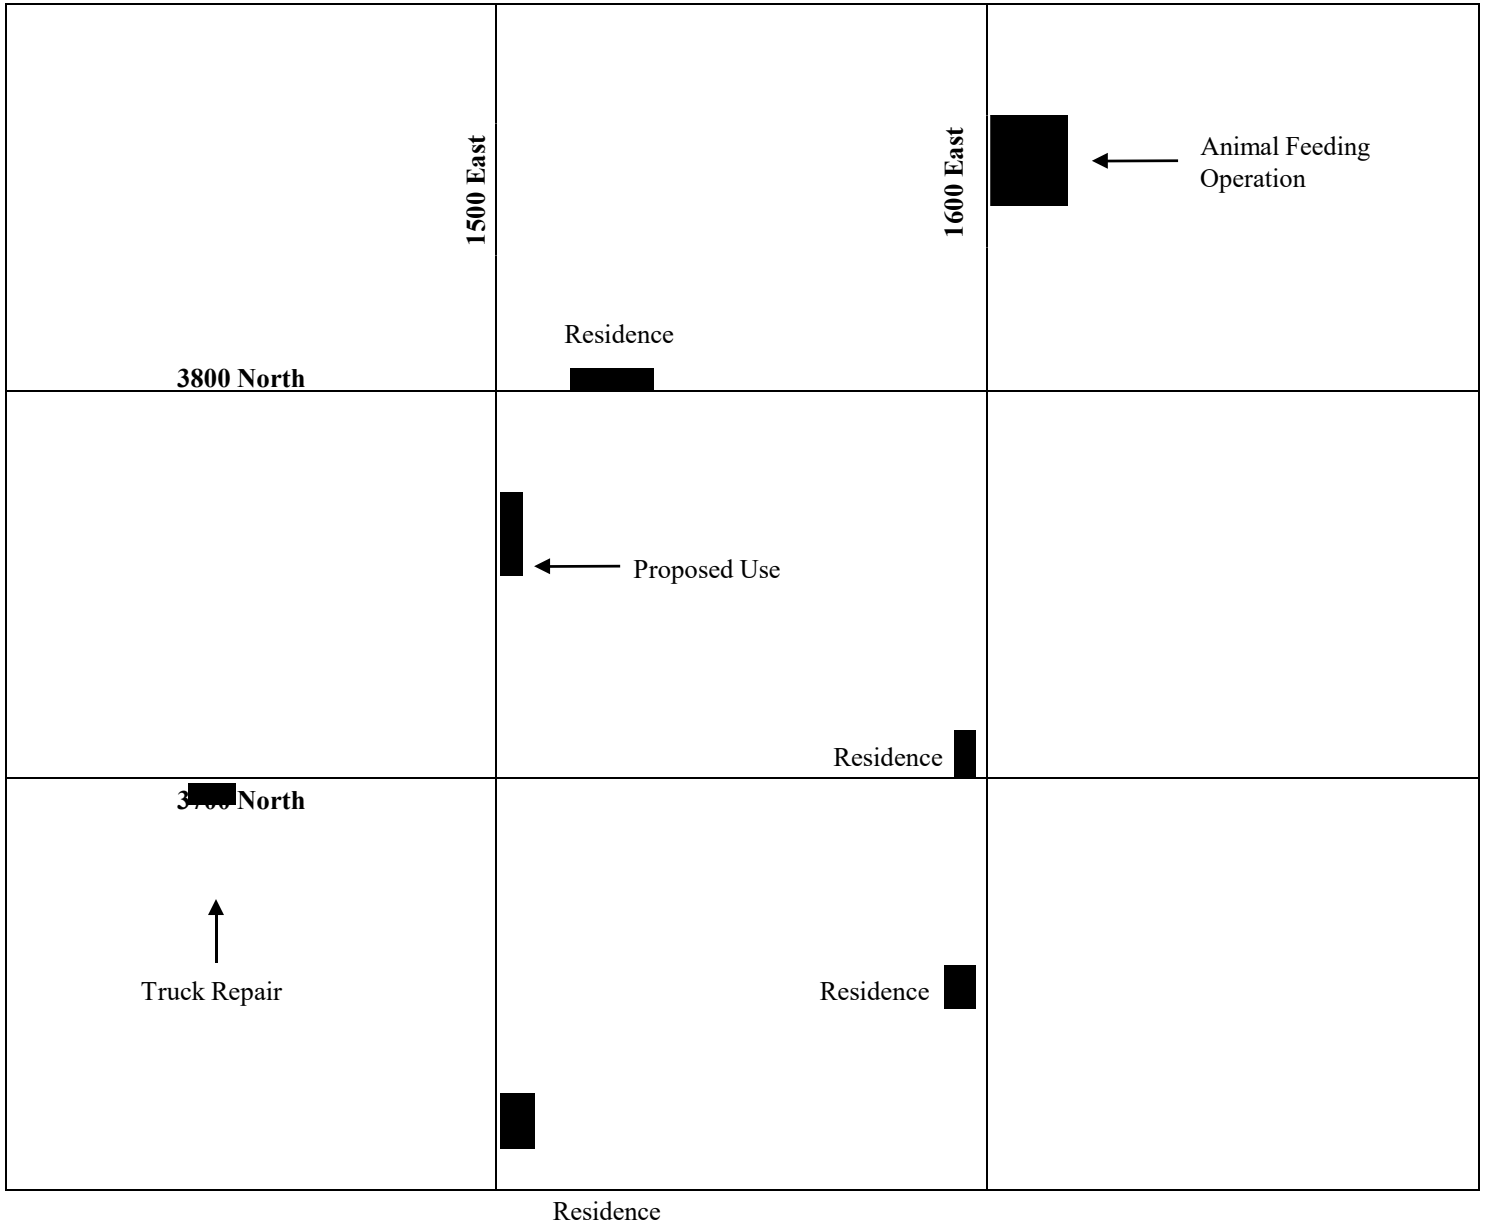 1500 East
1600 East
Animal Feeding
Operation
Residence
3800 North
Proposed Use
Residence
North
Truck Repair
Residence
Residence